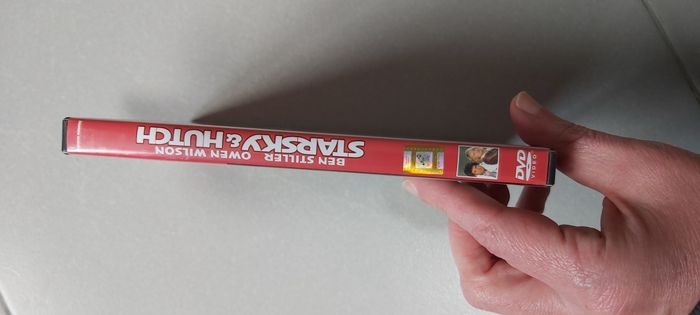 BEN STILLER OWEN WILSON
STARSKY & HUTCH
DVD
VIDEO